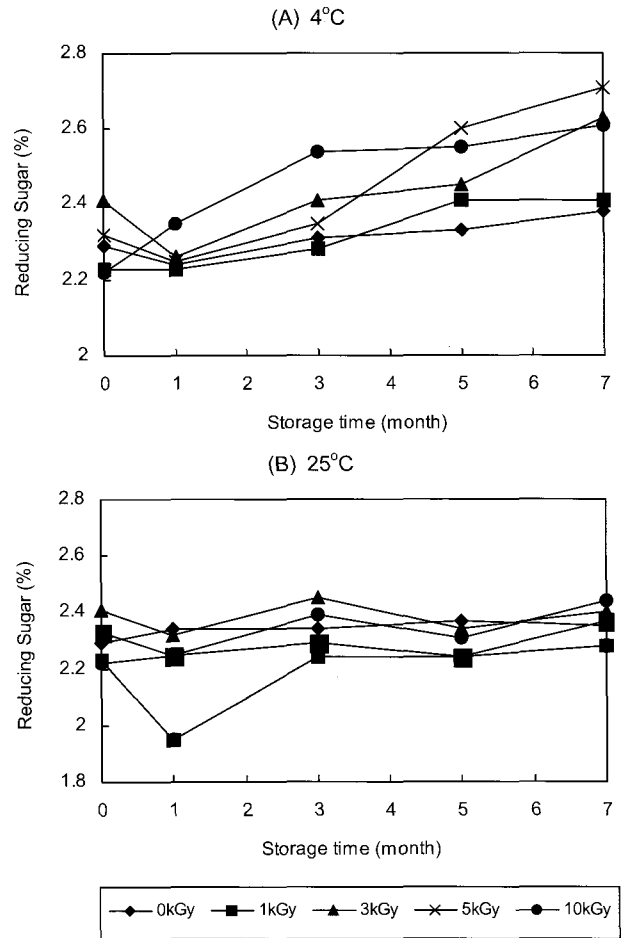 (A) 4°C
2.8
2.6
2.4
2.2
2
Reducing Sugar (%)
0 1 2 3 4 5 6 7
Storage time (month)
(B) 25°C
2.8
2.6
2.4
2.2
2
1.8
Reducing Sugar (%)
0 1 2 3 4 5 6 7
Storage time (month)
0kGy 1kGy 3kGy 5kGy 10kGy